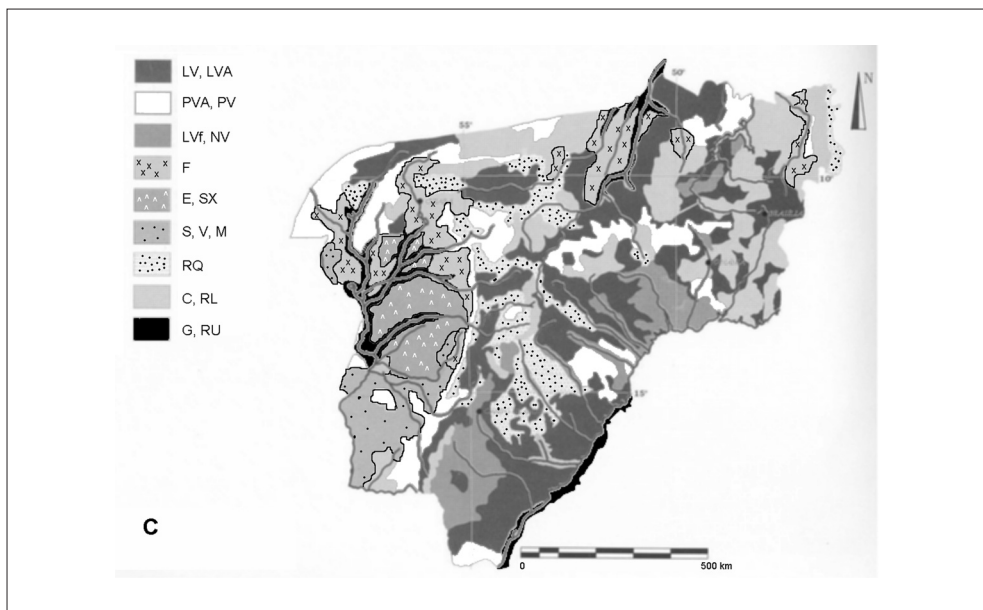 LV, LVA
PVA, PV
LVf, NV
F
E, SX
S, V, M
RQ
C, RL
G, RU
55°
50°
N
10
15°
C
0 500 km